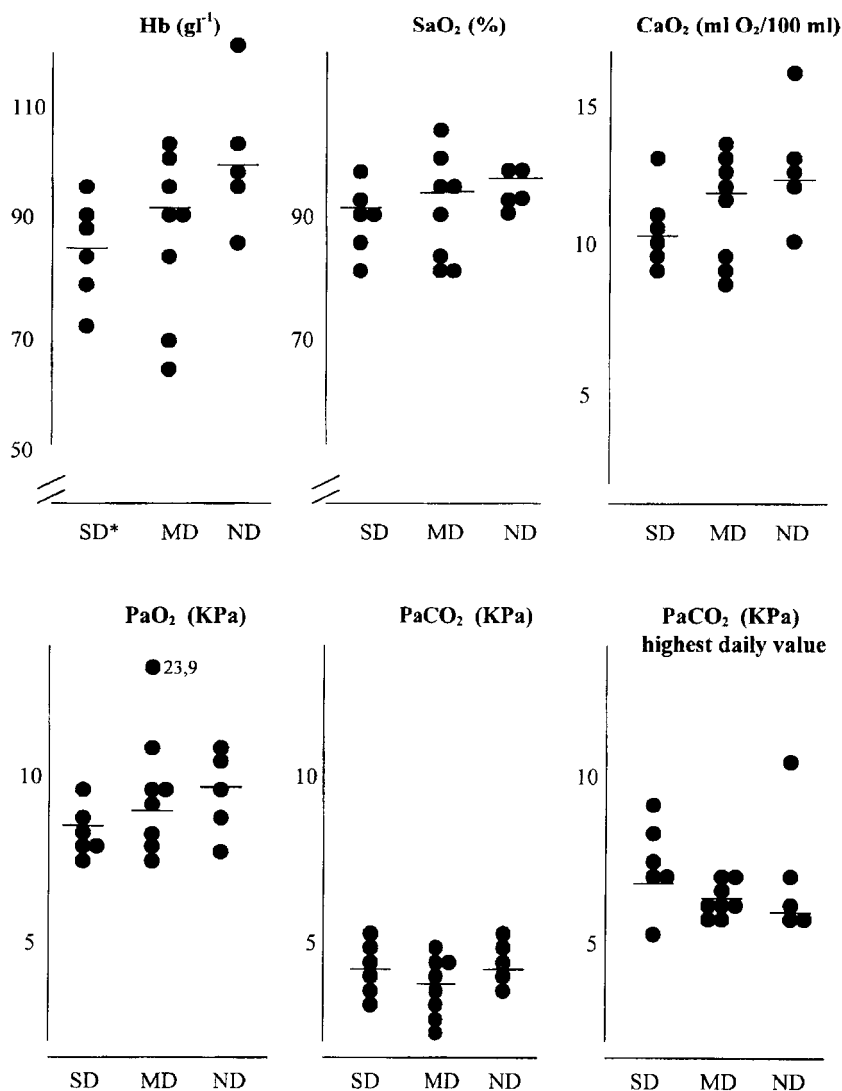 Hb (gl⁻¹)
SaO₂ (%)
CaO₂ (ml O₂/100 ml)
110
90
70
50
90
70
15
10
5
SD* MD ND
SD MD ND
SD MD ND
PaO₂ (KPa)
PaCO₂ (KPa)
PaCO₂ (KPa)
highest daily value
23,9
10
5
10
5
10
5
SD MD ND
SD MD ND
SD MD ND